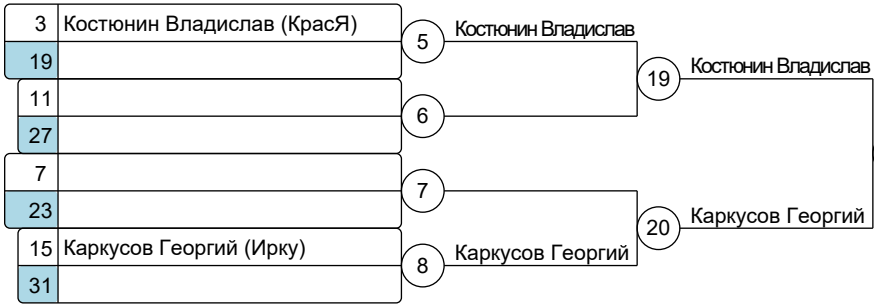 3 Костюнин Владислав (КрасЯ)
19
5 Костюнин Владислав
11
27
6
19 Костюнин Владислав
7
23
7
15 Каркусов Георгий (Ирку)
31
8 Каркусов Георгий
20 Каркусов Георгий